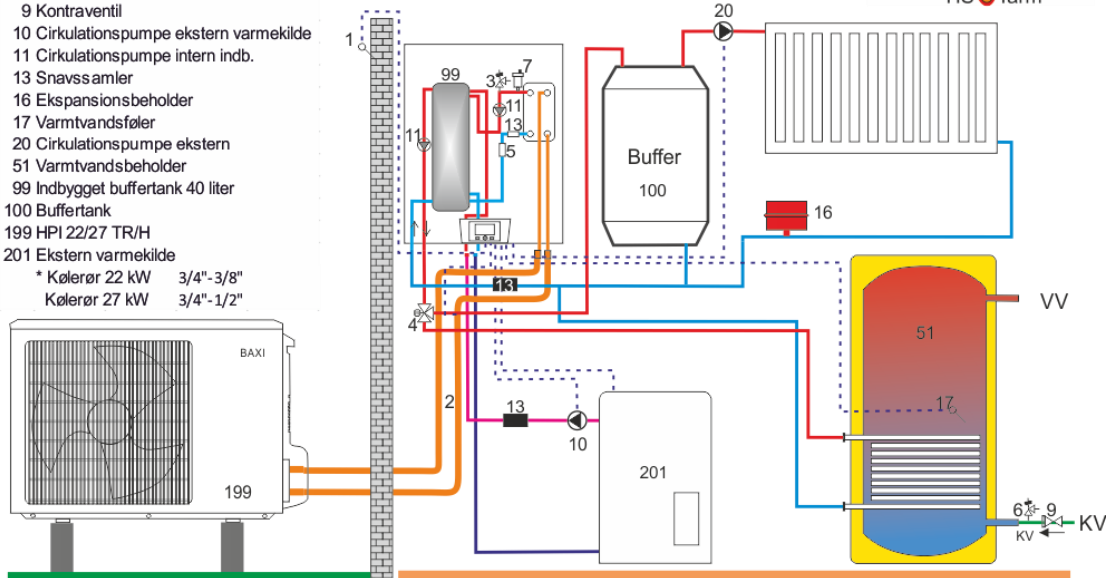 9 Kontraventil
10 Cirkulationspumpe ekstern varmekilde
11 Cirkulationspumpe intern indb.
13 Snavssamler
16 Ekspansionsbeholder
17 Varmtvandsføler
20 Cirkulationspumpe ekstern
51 Varmtvandsbeholder
99 Indbygget buffertank 40 liter
100 Buffertank
199 HPI 22/27 TR/H
201 Ekstern varmekilde
* Kølerør 22 kW 3/4"-3/8"
Kølerør 27 kW 3/4"-1/2"
20
1
99
3
7
11
11
13
5
Buffer
100
16
13
4
VV
51
17
BAXI
2
13
10
199
201
6
9
KV
KV